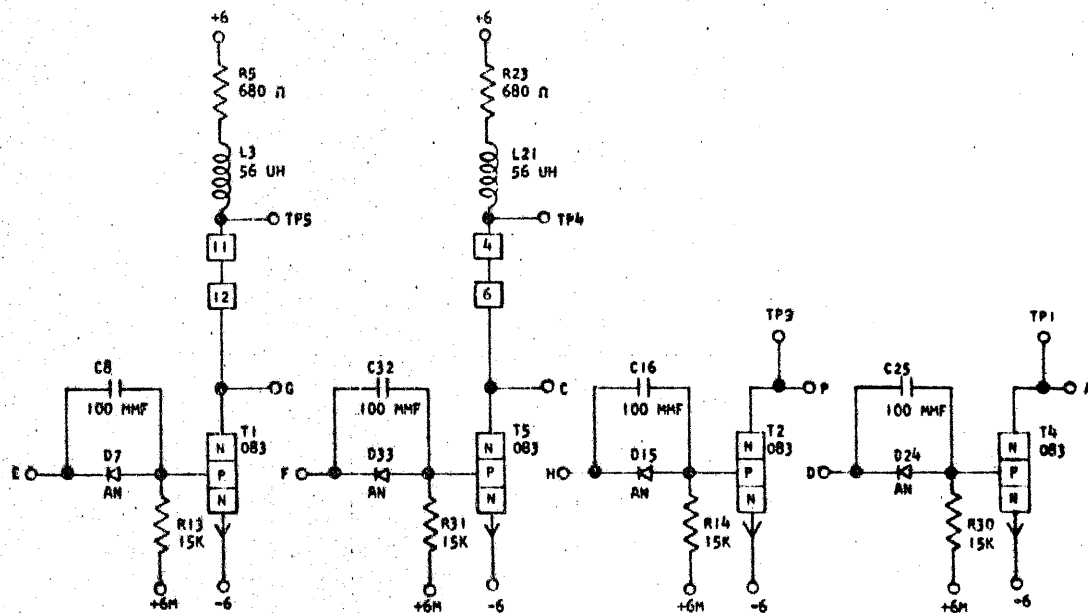 +6
+6
R5
680 Ω
R23
680 Ω
L3
56 UH
L21
56 UH
TP5
TP4
11
4
12
6
TP3
TP1
C8
100 MMF
G
C32
100 MMF
C
C16
100 MMF
P
C25
100 MMF
T1
083
T5
083
T2
083
T4
083
E
D7
AN
N
P
N
F
D33
AN
N
P
N
H
D15
AN
N
P
N
D
D24
AN
N
P
N
R13
15K
R31
15K
R14
15K
R30
15K
+6M
-6
+6M
-6
+6M
-6
+6M
-6